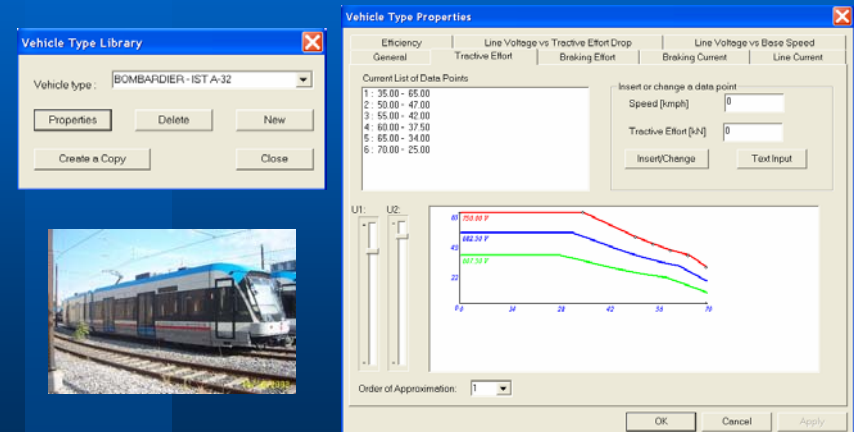 Vehicle Type Library
Vehicle type :
BOMBARDIER - IST A-32
Properties
Delete
New
Create a Copy
Close
Vehicle Type Properties
Efficiency
Line Voltage vs Tractive Effort Drop
Line Voltage vs Base Speed
General
Tractive Effort
Braking Effort
Braking Current
Line Current
Current List of Data Points
1 : 35.00 - 65.00
2 : 50.00 - 47.00
3 : 55.00 - 42.00
4 : 60.00 - 37.50
5 : 65.00 - 34.00
6 : 70.00 - 25.00
Insert or change a data point
Speed [kmph]
0
Tractive Effort [kN]
0
Insert/Change
Text Input
U1:
U2:
65
750.00 V
682.50 V
43
607.50 V
22
0
0
14
28
42
56
70
Order of Approximation:
1
OK
Cancel
Apply